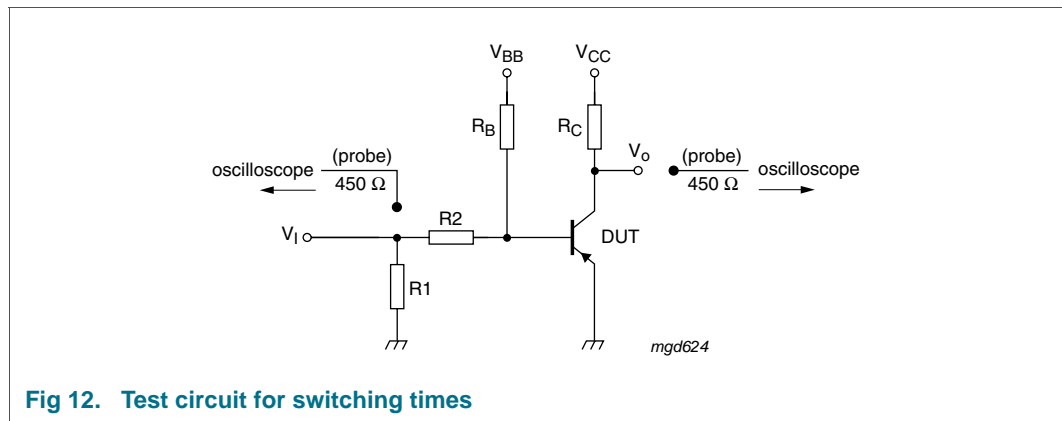 VBB VCC
RB RC
oscilloscope (probe) 450 Ω
Vo
(probe) 450 Ω oscilloscope
VI
R2
DUT
R1
mgd624
Fig 12. Test circuit for switching times